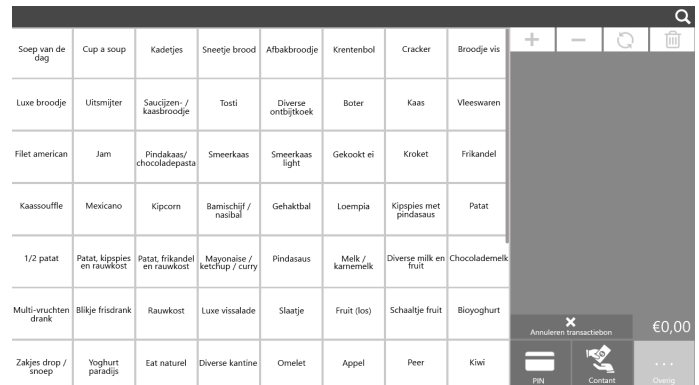 Soep van de
dag
Cup a soup
Kadetjes
Sneetje brood
Afbakbroodje
Krentenbol
Cracker
Broodje vis
Luxe broodje
Uitsmijter
Saucijzen- /
kaasbroodje
Tosti
Diverse
ontbijtkoek
Boter
Kaas
Vleeswaren
Filet american
Jam
Pindakaas/
chocoladepasta
Smeerkaas
Smeerkaas
light
Gekookt ei
Kroket
Frikandel
Kaassouffle
Mexicano
Kipcorn
Bamischijf /
nasibal
Gehaktbal
Loempia
Kipspies met
pindasaus
Patat
1/2 patat
Patat, kipspies
en rauwkost
Patat, frikandel
en rauwkost
Mayonaise /
ketchup / curry
Pindasaus
Melk /
karnemelk
Diverse milk en
fruit
Chocolademelk
Multi-vruchten
drank
Blikje frisdrank
Rauwkost
Luxe vissalade
Slaatje
Fruit (los)
Schaaltje fruit
Bioyoghurt
Zakjes drop /
snoep
Yoghurt
paradijs
Eat naturel
Diverse kantine
Omelet
Appel
Peer
Kiwi
Annuleren transactiebon
€0,00
PIN
Contant
Overig